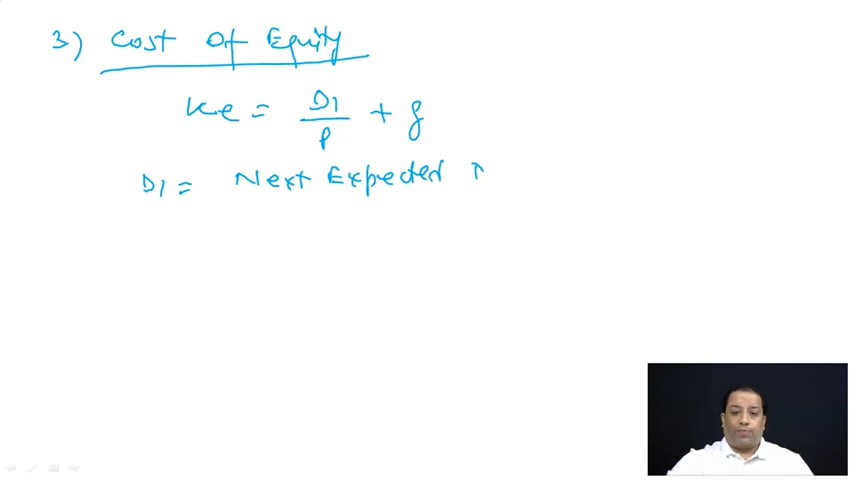 3) Cost Of Equity
Ke = D1/P + g
D1 = Next Expected